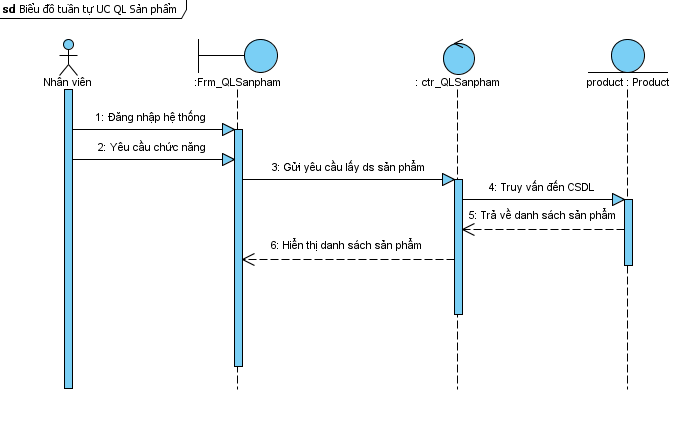 sd Biểu đồ tuần tự UC QL Sản phẩm
Nhân viên
:Frm_QLSanpham
: ctr_QLSanpham
product : Product
1: Đăng nhập hệ thống
2: Yêu cầu chức năng
3: Gửi yêu cầu lấy ds sản phẩm
4: Truy vấn đến CSDL
5: Trả về danh sách sản phẩm
6: Hiển thị danh sách sản phẩm